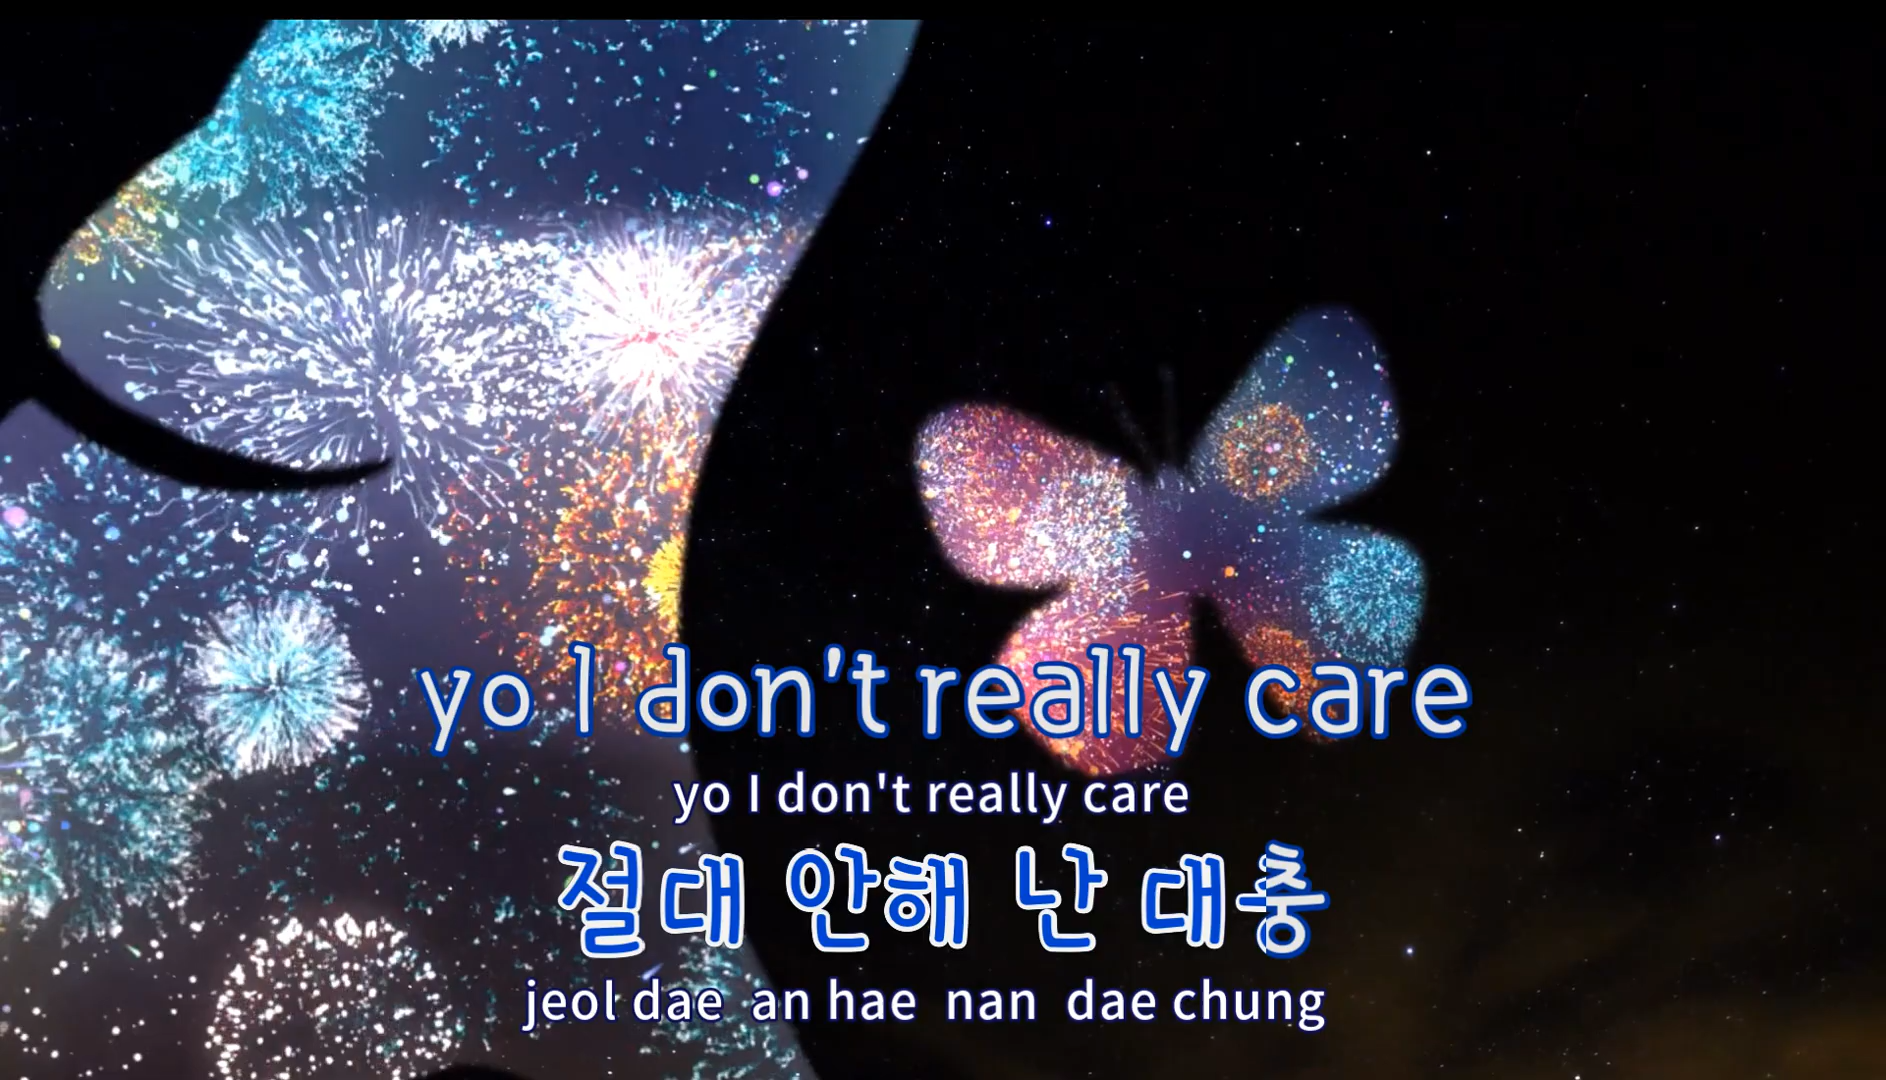 yo I don't really care
yo I don't really care
절대 안해 난 대충
jeol dae an hae nan dae chung